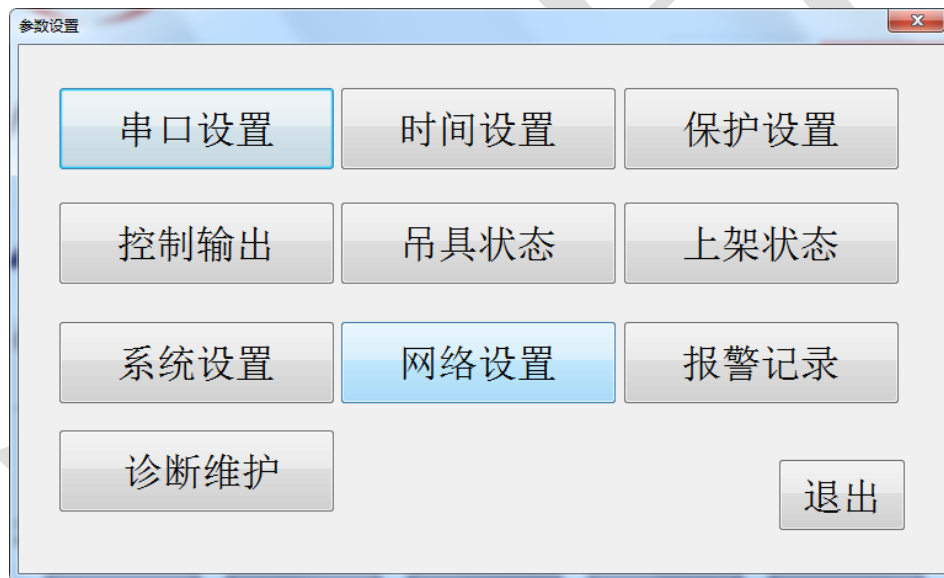 参数设置
串口设置 时间设置 保护设置
控制输出 吊具状态 上架状态
系统设置 网络设置 报警记录
诊断维护
退出